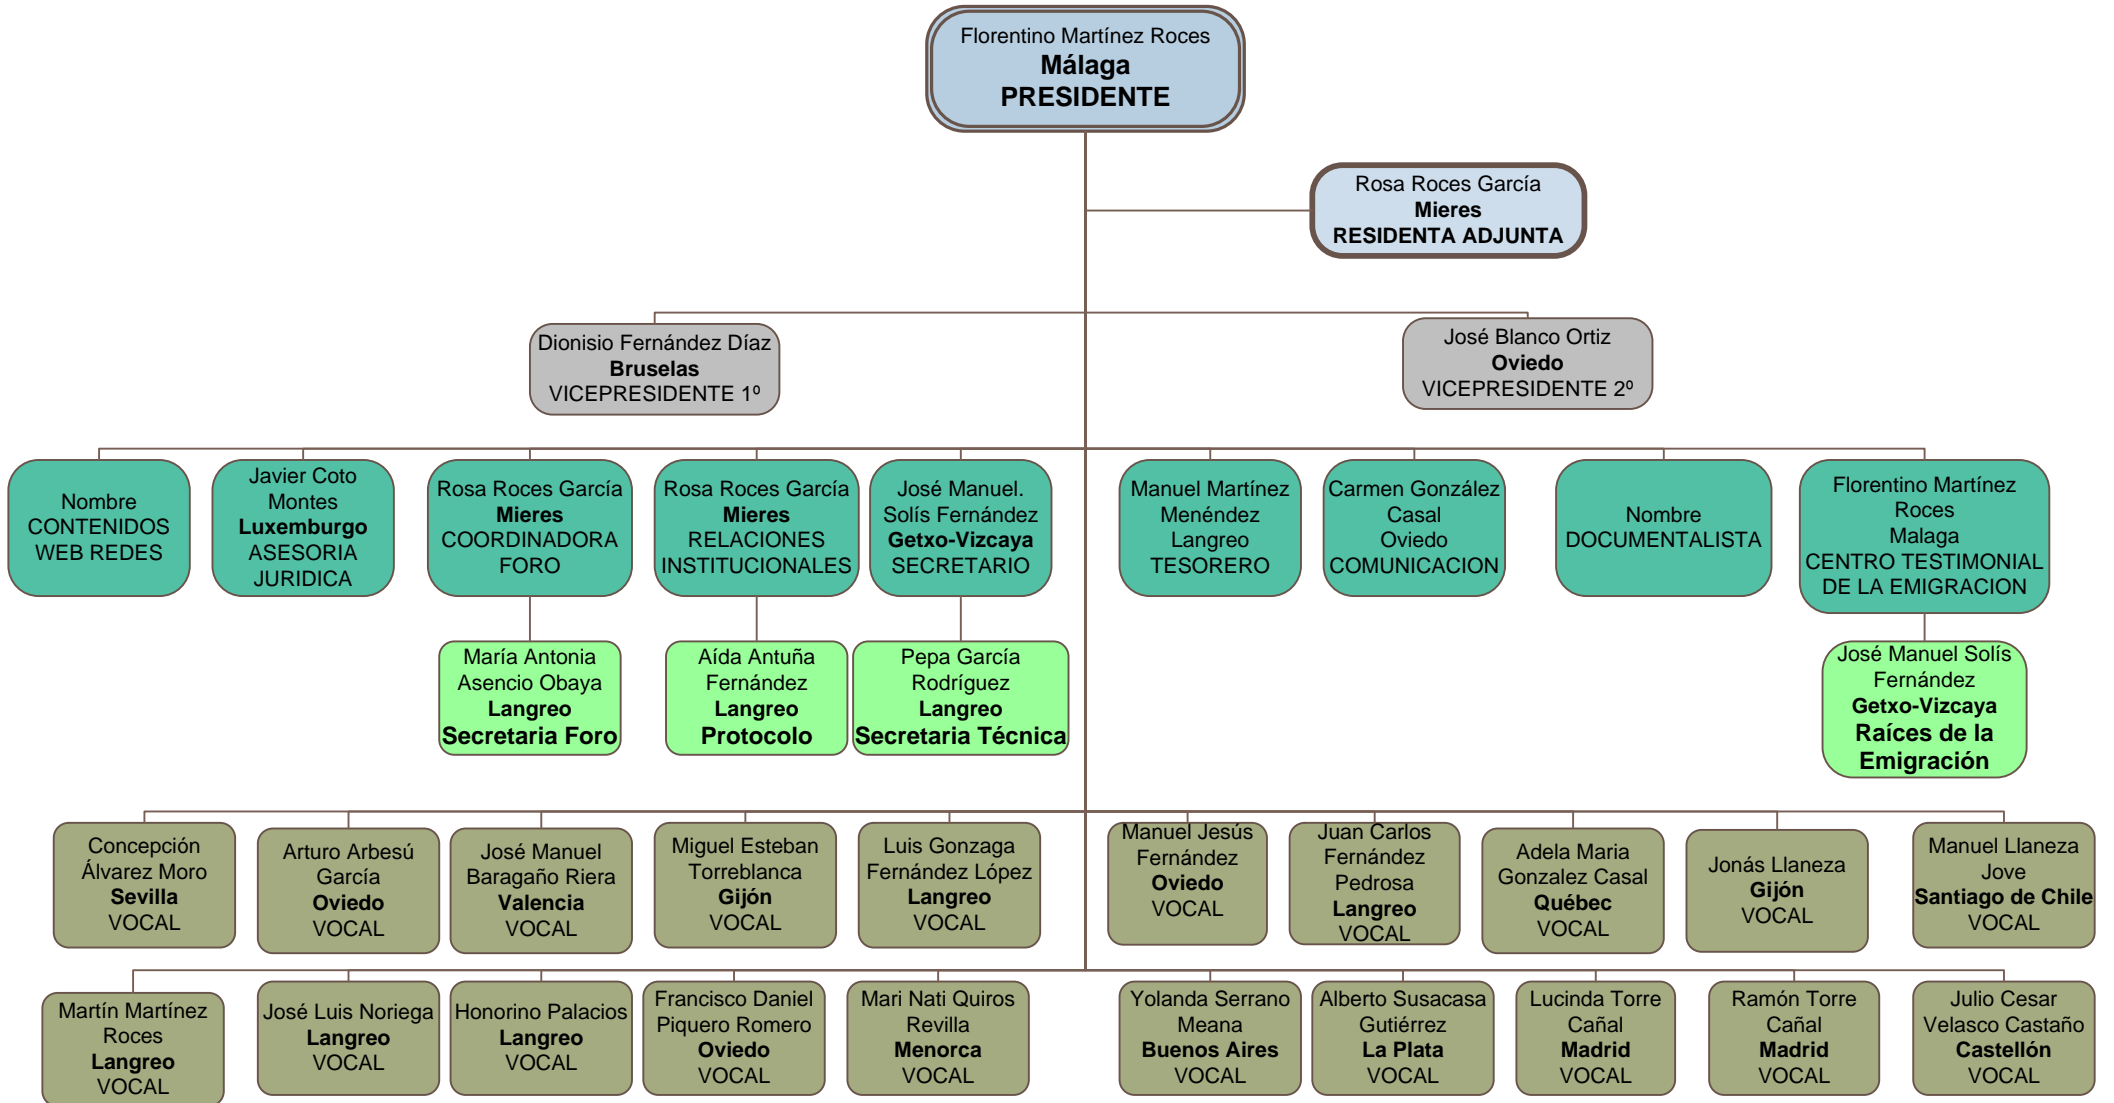 Florentino Martínez Roces
Málaga
PRESIDENTE
Rosa Roces García
Mieres
RESIDENTA ADJUNTA
Dionisio Fernández Díaz
Bruselas
VICEPRESIDENTE 1º
José Blanco Ortiz
Oviedo
VICEPRESIDENTE 2º
Nombre
CONTENIDOS
WEB REDES
Javier Coto
Montes
Luxemburgo
ASESORIA
JURIDICA
Rosa Roces García
Mieres
COORDINADORA
FORO
Rosa Roces García
Mieres
RELACIONES
INSTITUCIONALES
José Manuel.
Solís Fernández
Getxo-Vizcaya
SECRETARIO
Manuel Martínez
Menéndez
Langreo
TESORERO
Carmen González
Casal
Oviedo
COMUNICACION
Nombre
DOCUMENTALISTA
Florentino Martínez
Roces
Malaga
CENTRO TESTIMONIAL
DE LA EMIGRACION
María Antonia
Asencio Obaya
Langreo
Secretaria Foro
Aída Antuña
Fernández
Langreo
Protocolo
Pepa García
Rodríguez
Langreo
Secretaria Técnica
José Manuel Solís
Fernández
Getxo-Vizcaya
Raíces de la
Emigración
Concepción
Álvarez Moro
Sevilla
VOCAL
Arturo Arbesú
García
Oviedo
VOCAL
José Manuel
Baragaño Riera
Valencia
VOCAL
Miguel Esteban
Torreblanca
Gijón
VOCAL
Luis Gonzaga
Fernández López
Langreo
VOCAL
Manuel Jesús
Fernández
Oviedo
VOCAL
Juan Carlos
Fernández
Pedrosa
Langreo
VOCAL
Adela Maria
Gonzalez Casal
Québec
VOCAL
Jonás Llaneza
Gijón
VOCAL
Manuel Llaneza
Jove
Santiago de Chile
VOCAL
Martín Martínez
Roces
Langreo
VOCAL
José Luis Noriega
Langreo
VOCAL
Honorino Palacios
Langreo
VOCAL
Francisco Daniel
Piquero Romero
Oviedo
VOCAL
Mari Nati Quiros
Revilla
Menorca
VOCAL
Yolanda Serrano
Meana
Buenos Aires
VOCAL
Alberto Susacasa
Gutiérrez
La Plata
VOCAL
Lucinda Torre
Cañal
Madrid
VOCAL
Ramón Torre
Cañal
Madrid
VOCAL
Julio Cesar
Velasco Castaño
Castellón
VOCAL